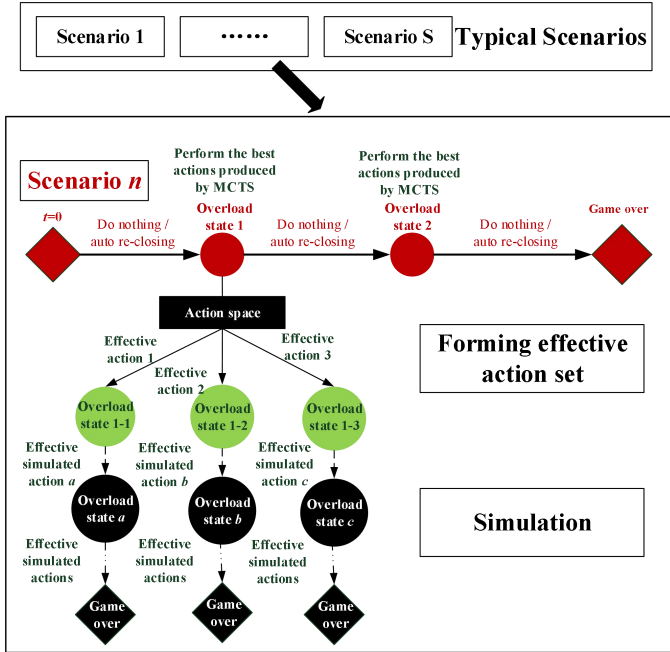 Scenario 1
……
Scenario S
Typical Scenarios
Scenario n
Perform the best
actions produced
by MCTS
Perform the best
actions produced
by MCTS
t=0
Do nothing /
auto re-closing
Overload
state 1
Do nothing /
auto re-closing
Overload
state 2
Do nothing /
auto re-closing
Game over
Action space
Effective
action 1
Effective
action 2
Effective
action 3
Forming effective
action set
Overload
state 1-1
Overload
state 1-2
Overload
state 1-3
Effective
simulated
action a
Effective
simulated
action b
Effective
simulated
action c
Overload
state a
Overload
state b
Overload
state c
Simulation
Effective
simulated
actions
Effective
simulated
actions
Effective
simulated
actions
Game
over
Game
over
Game
over